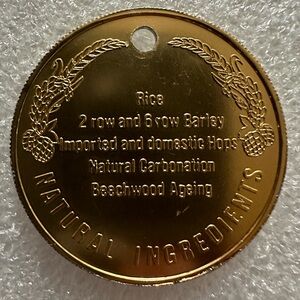 Rice
2 row and 6 row Barley
Imported and domestic Hops
Natural Carbonation
Beechwood Ageing
NATURAL INGREDIENTS